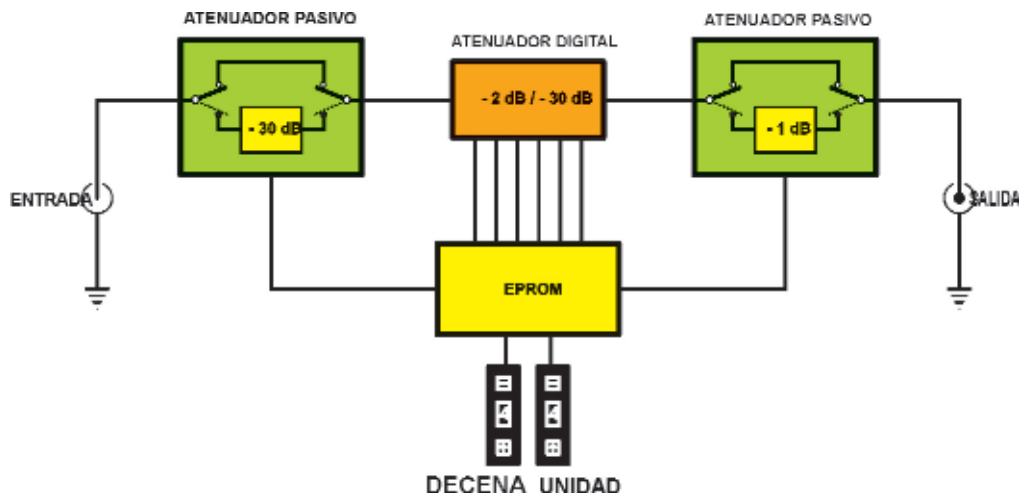 ATENUADOR PASIVO
ATENUADOR DIGITAL
ATENUADOR PASIVO
- 30 dB
- 2 dB / - 30 dB
- 1 dB
ENTRADA
SALIDA
EPROM
DECENA
UNIDAD